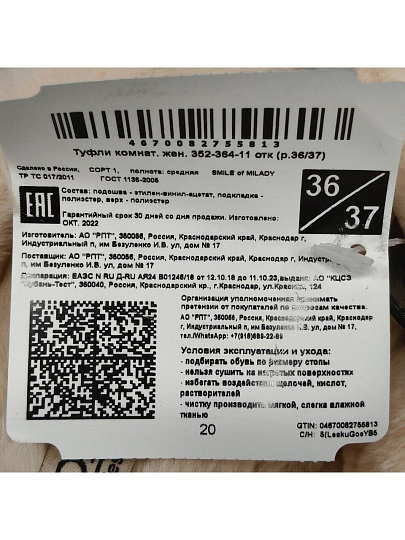 4670082755813
Туфли комнат. жен. 352-364-11 отк (р.36/37)
Сделано в России, СОРТ 1, полнота: средняя SMILE of MILADY
ТР ТС 017/2011 ГОСТ 1135-2005
ЕАС
Состав: подошва - этилен-винил-ацетат, подкладка -
полиэстер, верх - полиэстер
36
37
Гарантийный срок 30 дней со дня продажи. Изготовлено:
ОКТ. 2022
Изготовитель: АО "РПТ", 350056, Россия, Краснодарский край, Краснодар г,
Индустриальный п, им Безуленко И.В. ул, дом № 17
Поставщик: АО "РПТ", 350056, Россия, Краснодарский край, Краснодар г,
п, им Безуленко И.В. ул, дом № 17
Декларация: ЕАЭС N RU Д-RU АЯ24 В01245/18 от 12.10.18 до 11.10.23, выдана: АО "КЦСЭ
"Кубань-Тест", 350040, Россия, Краснодарский кр., г.Краснодар, ул. 124
Организация уполномоченная принимать
претензии от покупателей по вопросам качества:
АО "РПТ", 350056, Россия, Краснодарский край, Краснодар
г, Индустриальный п, им Безуленко И.В. ул, дом № 17,
тел./WhatsApp: +7(918)689-22-89
Условия эксплуатации и ухода:
- подбирать обувь по размеру стопы
- нельзя сушить на нагретых поверхностях
- избегать воздействия щелочей, кислот,
растворителей
- чистку производить мягкой, слегка влажной
тканью
20
GTIN: 04670082755813
С/Н: 5(LeskuGosYB5